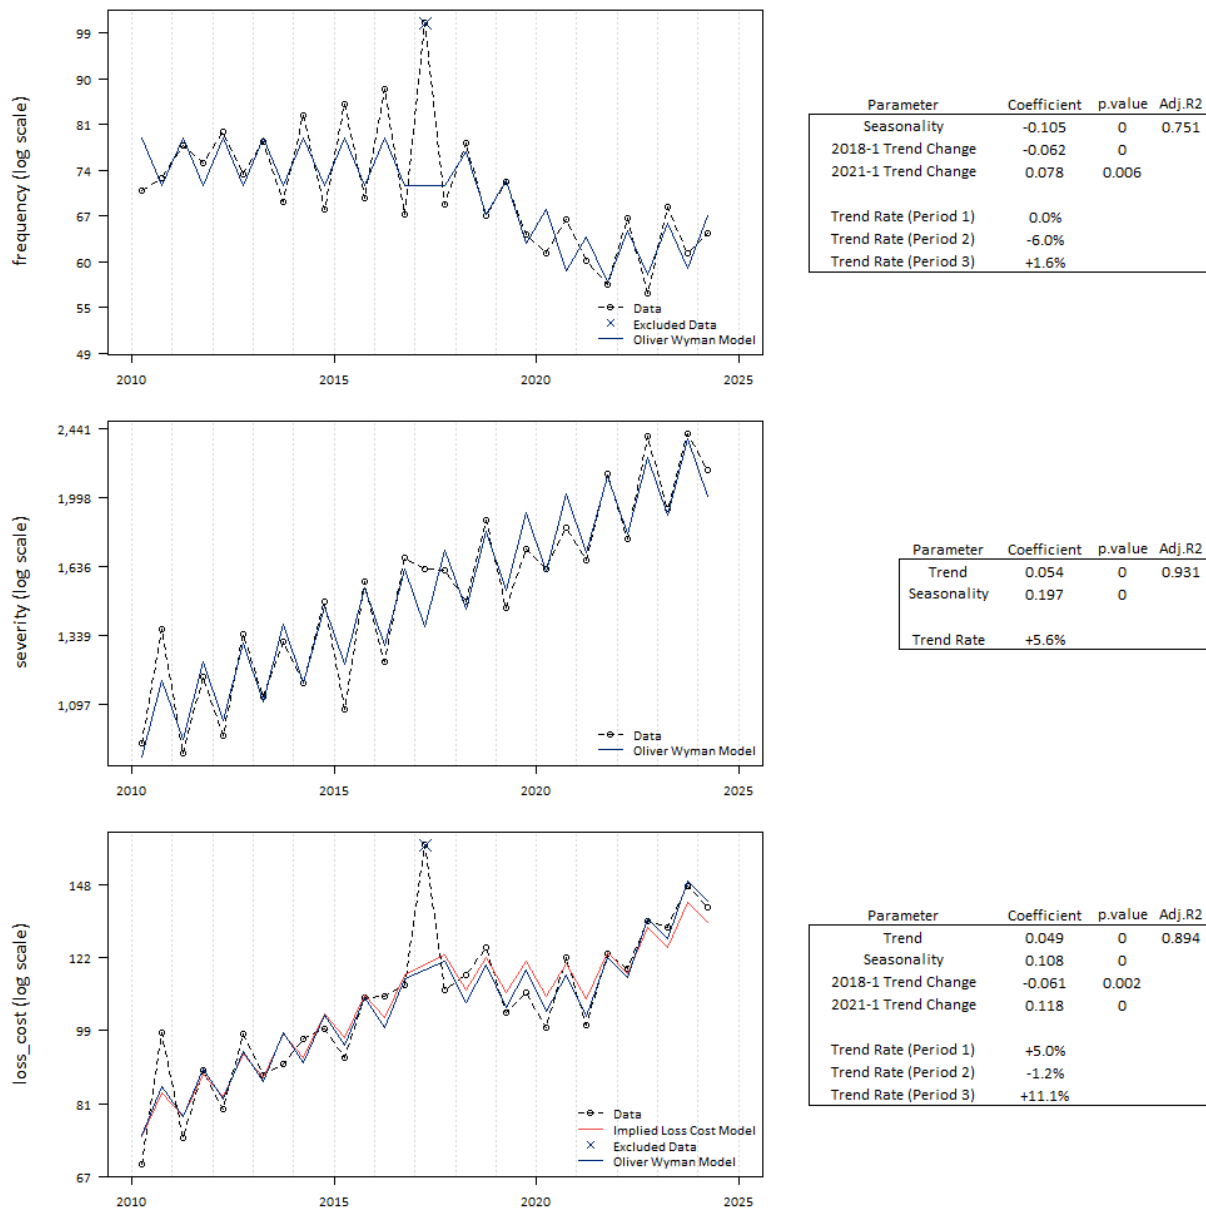 frequency (log scale)
99
90
81
74
67
60
55
49
2010 2015 2020 2025
Data
Excluded Data
Oliver Wyman Model
Parameter Coefficient p.value Adj.R2
Seasonality -0.105 0 0.751
2018-1 Trend Change -0.062 0
2021-1 Trend Change 0.078 0.006
Trend Rate (Period 1) 0.0%
Trend Rate (Period 2) -6.0%
Trend Rate (Period 3) +1.6%
severity (log scale)
2,441
1,998
1,636
1,339
1,097
2010 2015 2020 2025
Data
Oliver Wyman Model
Parameter Coefficient p.value Adj.R2
Trend 0.054 0 0.931
Seasonality 0.197 0
Trend Rate +5.6%
loss_cost (log scale)
148
122
99
81
67
2010 2015 2020 2025
Data
Implied Loss Cost Model
Excluded Data
Oliver Wyman Model
Parameter Coefficient p.value Adj.R2
Trend 0.049 0 0.894
Seasonality 0.108 0
2018-1 Trend Change -0.061 0.002
2021-1 Trend Change 0.118 0
Trend Rate (Period 1) +5.0%
Trend Rate (Period 2) -1.2%
Trend Rate (Period 3) +11.1%